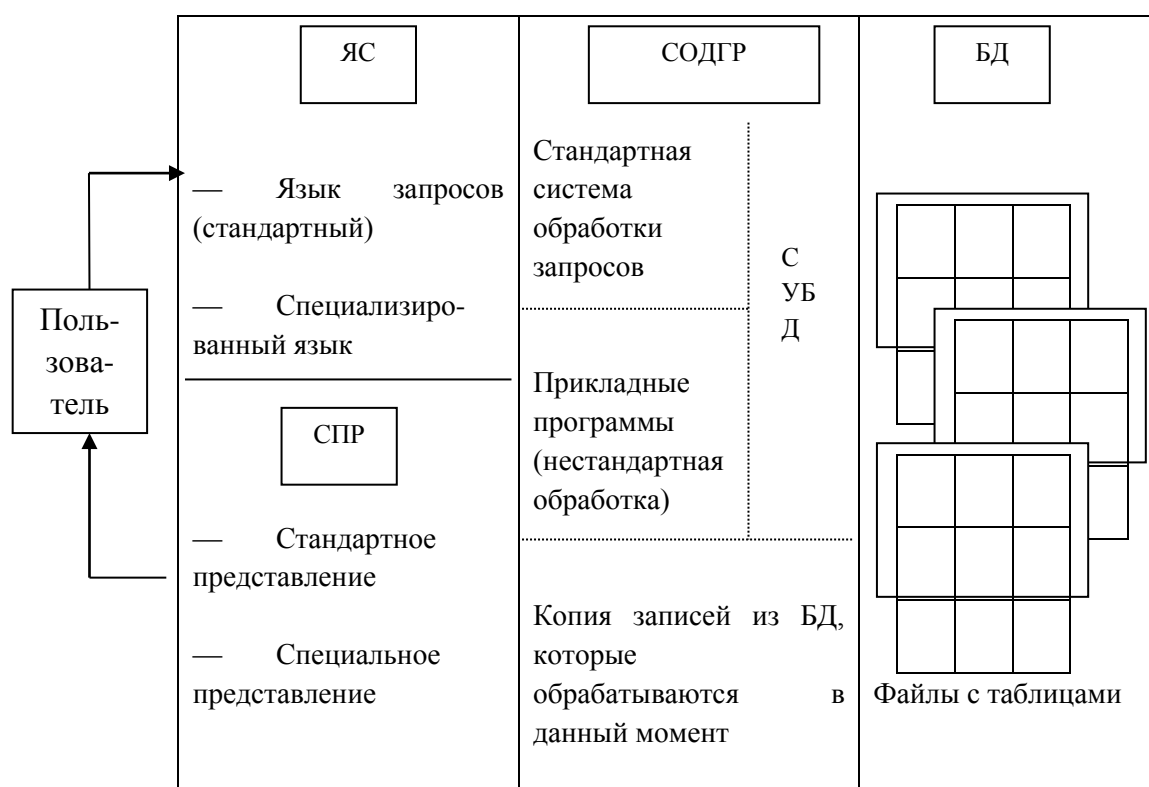 ЯС
— Язык запросов
(стандартный)
— Специализиро-
ванный язык
СПР
— Стандартное
представление
— Специальное
представление
Поль-
зова-
тель
СОДГР
Стандартная
система
обработки
запросов
С
УБ
Д
Прикладные
программы
(нестандартная
обработка)
Копия записей из БД,
которые
обрабатываются в
данный момент
БД
Файлы с таблицами